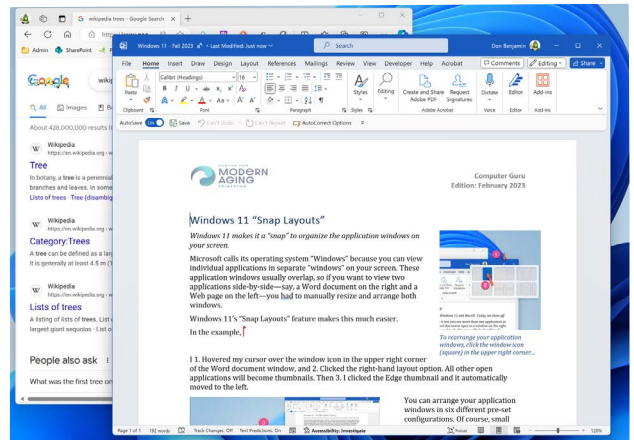 wikipedia trees - Google Search
Admin SharePoint
Google
wikip
All Images
About 428,000,000 results
Wikipedia
https://en.wikipedia.org › w
Tree
In botany, a tree is a perennial
branches and leaves. In some
Lists of trees · Tree (disambig
Wikipedia
https://en.wikipedia.org › w
Category:Trees
A tree can be defined as a larg
it is generally at least 4.5 m (1
Wikipedia
https://en.wikipedia.org › w
Lists of trees
A listing of lists of trees. List o
largest giant sequoias · List o
People also ask
What was the first tree on
Windows 11 - Fall 2023 • Last Modified: Just now
Search
Don Benjamin
File Home Insert Draw Design Layout References Mailings Review View Developer Help Acrobat
Comments Editing Share
Calibri (Headings) 16
Paste
Styles Editing Create and Share Adobe PDF Request Signatures Dictate Editor Add-ins
Clipboard Font Paragraph Styles Adobe Acrobat Voice Editor Add-ins
AutoSave On Save Can't Undo Can't Repeat AutoCorrect Options
CENTER FOR
MODERN
AGING
PRINCETON
Computer Guru
Edition: February 2023
Windows 11 “Snap Layouts”
Windows 11 makes it a “snap” to organize the application windows on
your screen.
Microsoft calls its operating system “Windows” because you can view
individual applications in separate “windows” on your screen. These
application windows usually overlap, so if you want to view two
applications side-by-side—say, a Word document on the right and a
Web page on the left—you had to manually resize and arrange both
windows.
Windows 11’s “Snap Layouts” feature makes this much easier.
In the example,
To rearrange your application
windows, click the window icon
(square) in the upper right corner...
I 1. Hovered my cursor over the window icon in the upper right corner
of the Word document window, and 2. Clicked the right-hand layout option. All other open
applications will become thumbnails. Then 3. I clicked the Edge thumbnail and it automatically
moved to the left.
You can arrange your application
windows in six different pre-set
configurations. Of course, small
Page 1 of 1 192 words Track Changes: Off Text Predictions: On Accessibility: Investigate Focus 120%